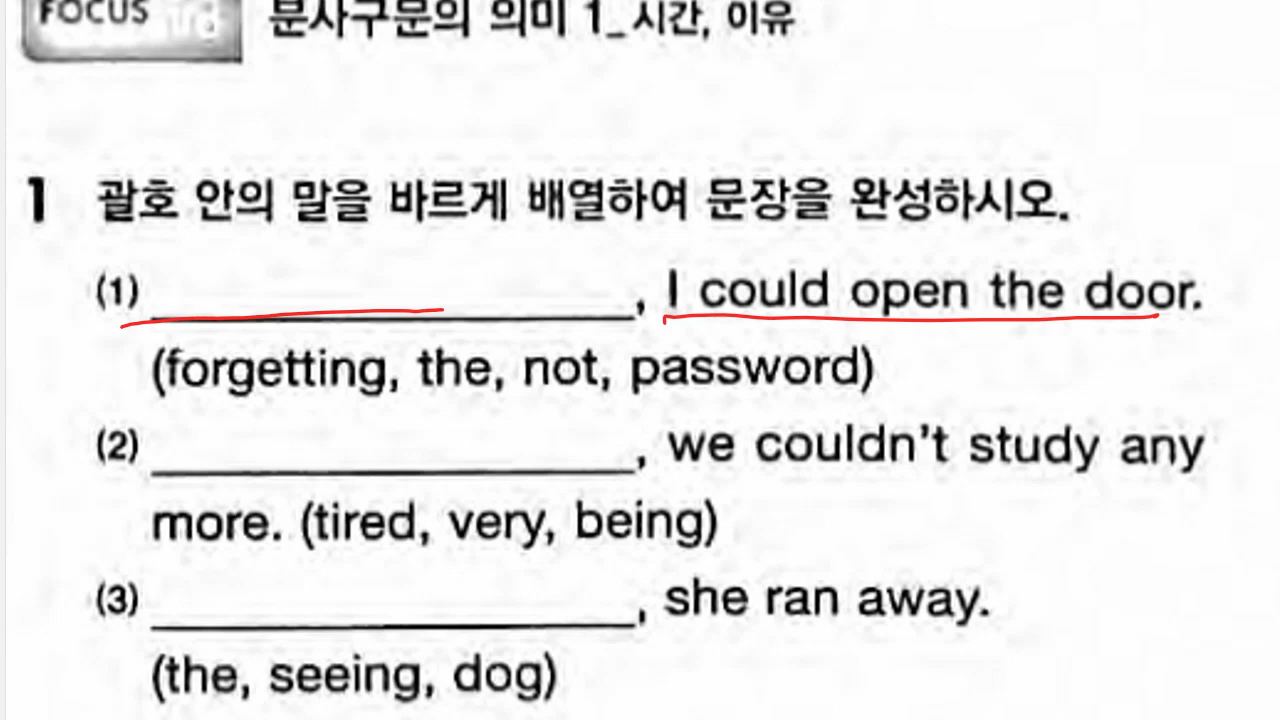 FOCUS 분사구문의 의미 1_ 시간, 이유
1 괄호 안의 말을 바르게 배열하여 문장을 완성하시오.
(1) ____________________, I could open the door.
(forgetting, the, not, password)
(2) ____________________, we couldn't study any
more. (tired, very, being)
(3) ____________________, she ran away.
(the, seeing, dog)